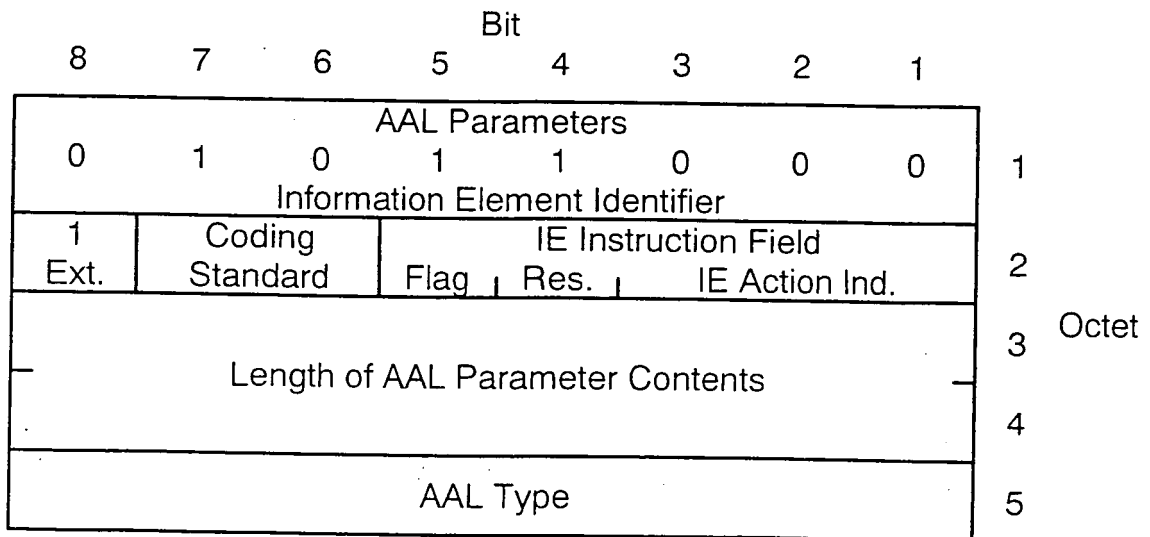 Bit
8 7 6 5 4 3 2 1
AAL Parameters
0 1 0 1 1 0 0 0 1
Information Element Identifier
1 Coding IE Instruction Field
Ext. Standard Flag Res. IE Action Ind. 2
3 Octet
Length of AAL Parameter Contents
4
AAL Type 5